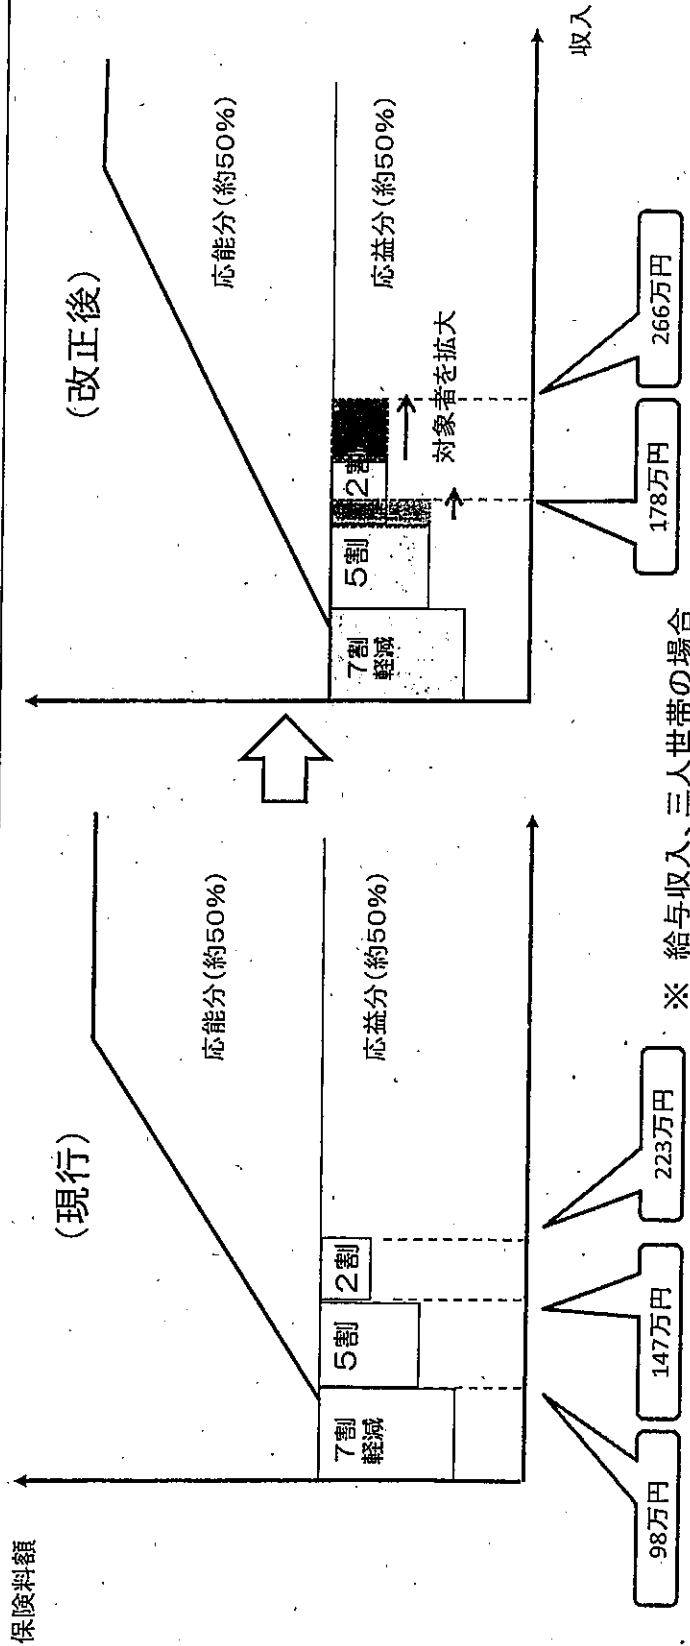 保険料額
(現行)
応能分(約50%)
応益分(約50%)
7割
軽減
5割
2割
98万円
147万円
223万円
(改正後)
応能分(約50%)
応益分(約50%)
7割
軽減
5割
2割
対象者を拡大
178万円
266万円
収入
※ 給与収入、三人世帯の場合